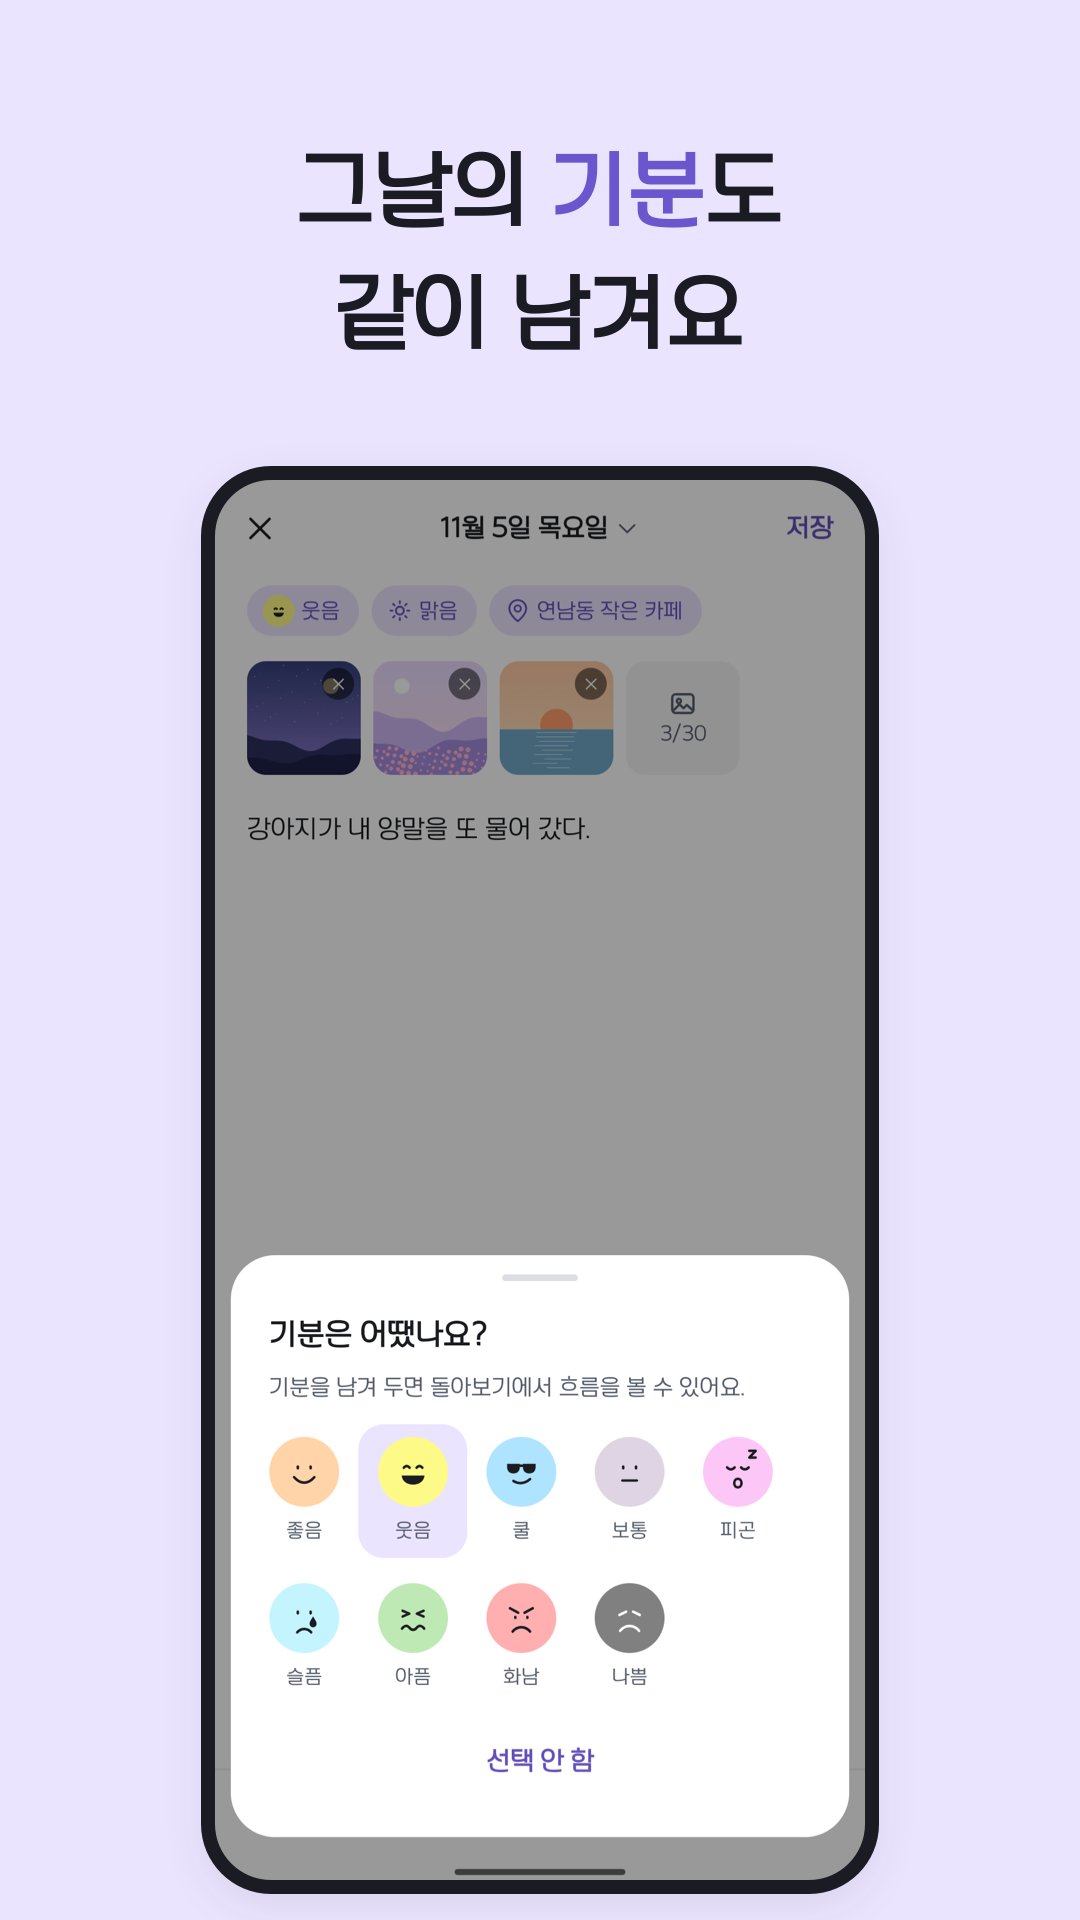 그날의 기분도
같이 남겨요
11월 5일 목요일
저장
웃음
맑음
연남동 작은 카페
3/30
강아지가 내 양말을 또 물어 갔다.
기분은 어땠나요?
기분을 남겨 두면 돌아보기에서 흐름을 볼 수 있어요.
좋음
웃음
쿨
보통
z
피곤
슬픔
아픔
화남
나쁨
선택 안 함